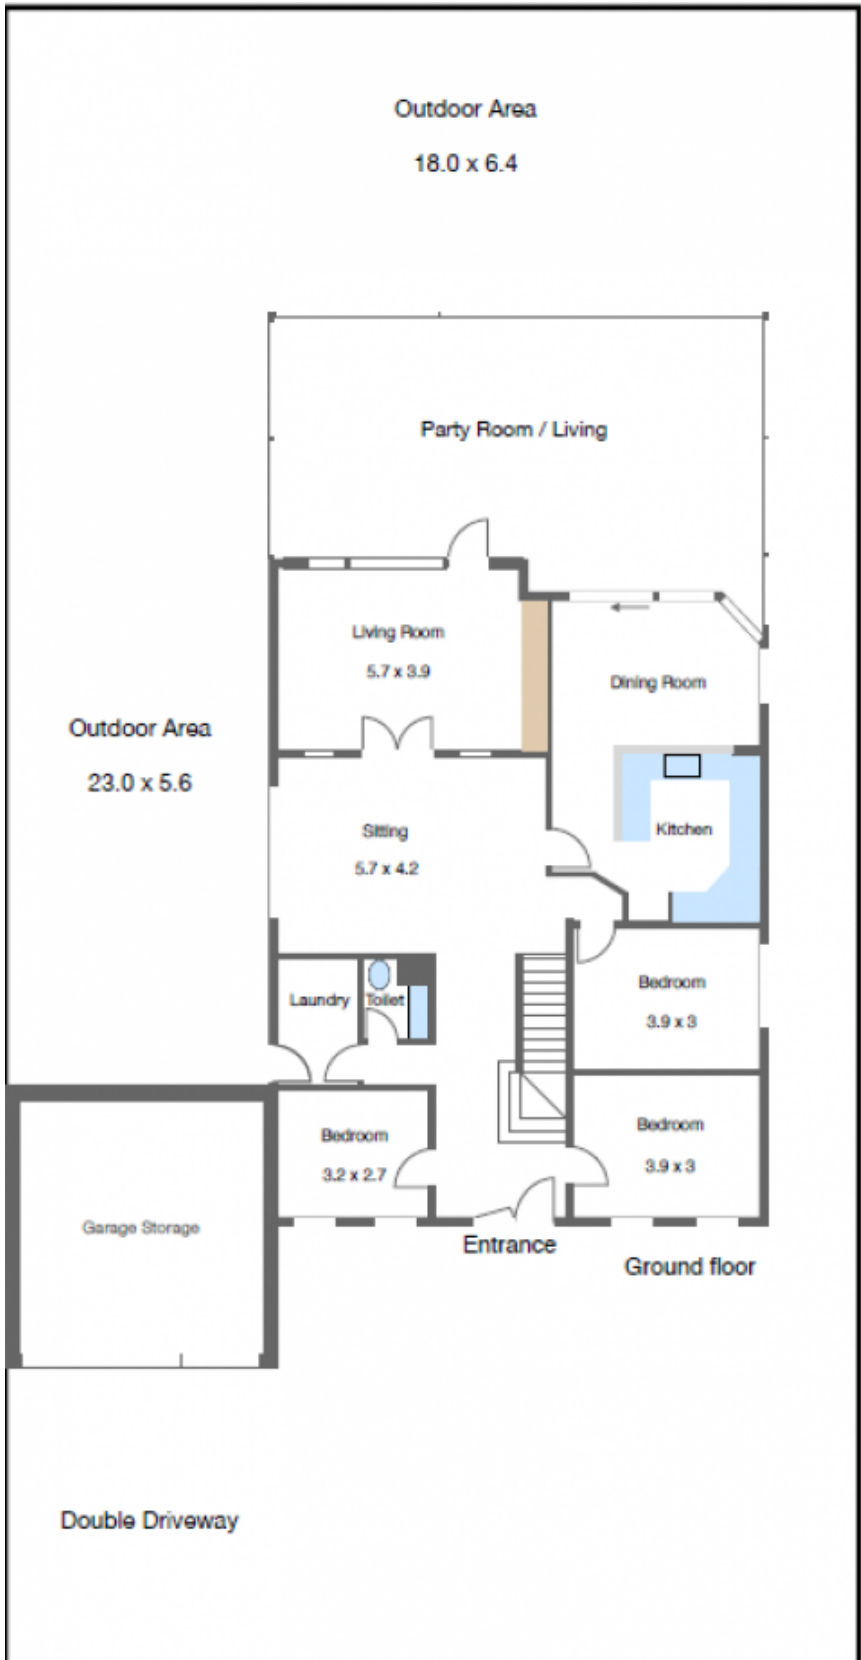 Outdoor Area
18.0 x 6.4
Party Room / Living
Living Room
5.7 x 3.9
Dining Room
Outdoor Area
23.0 x 5.6
Sitting
5.7 x 4.2
Kitchen
Laundry
Toilet
Bedroom
3.9 x 3
Bedroom
3.2 x 2.7
Bedroom
3.9 x 3
Garage Storage
Entrance
Ground floor
Double Driveway